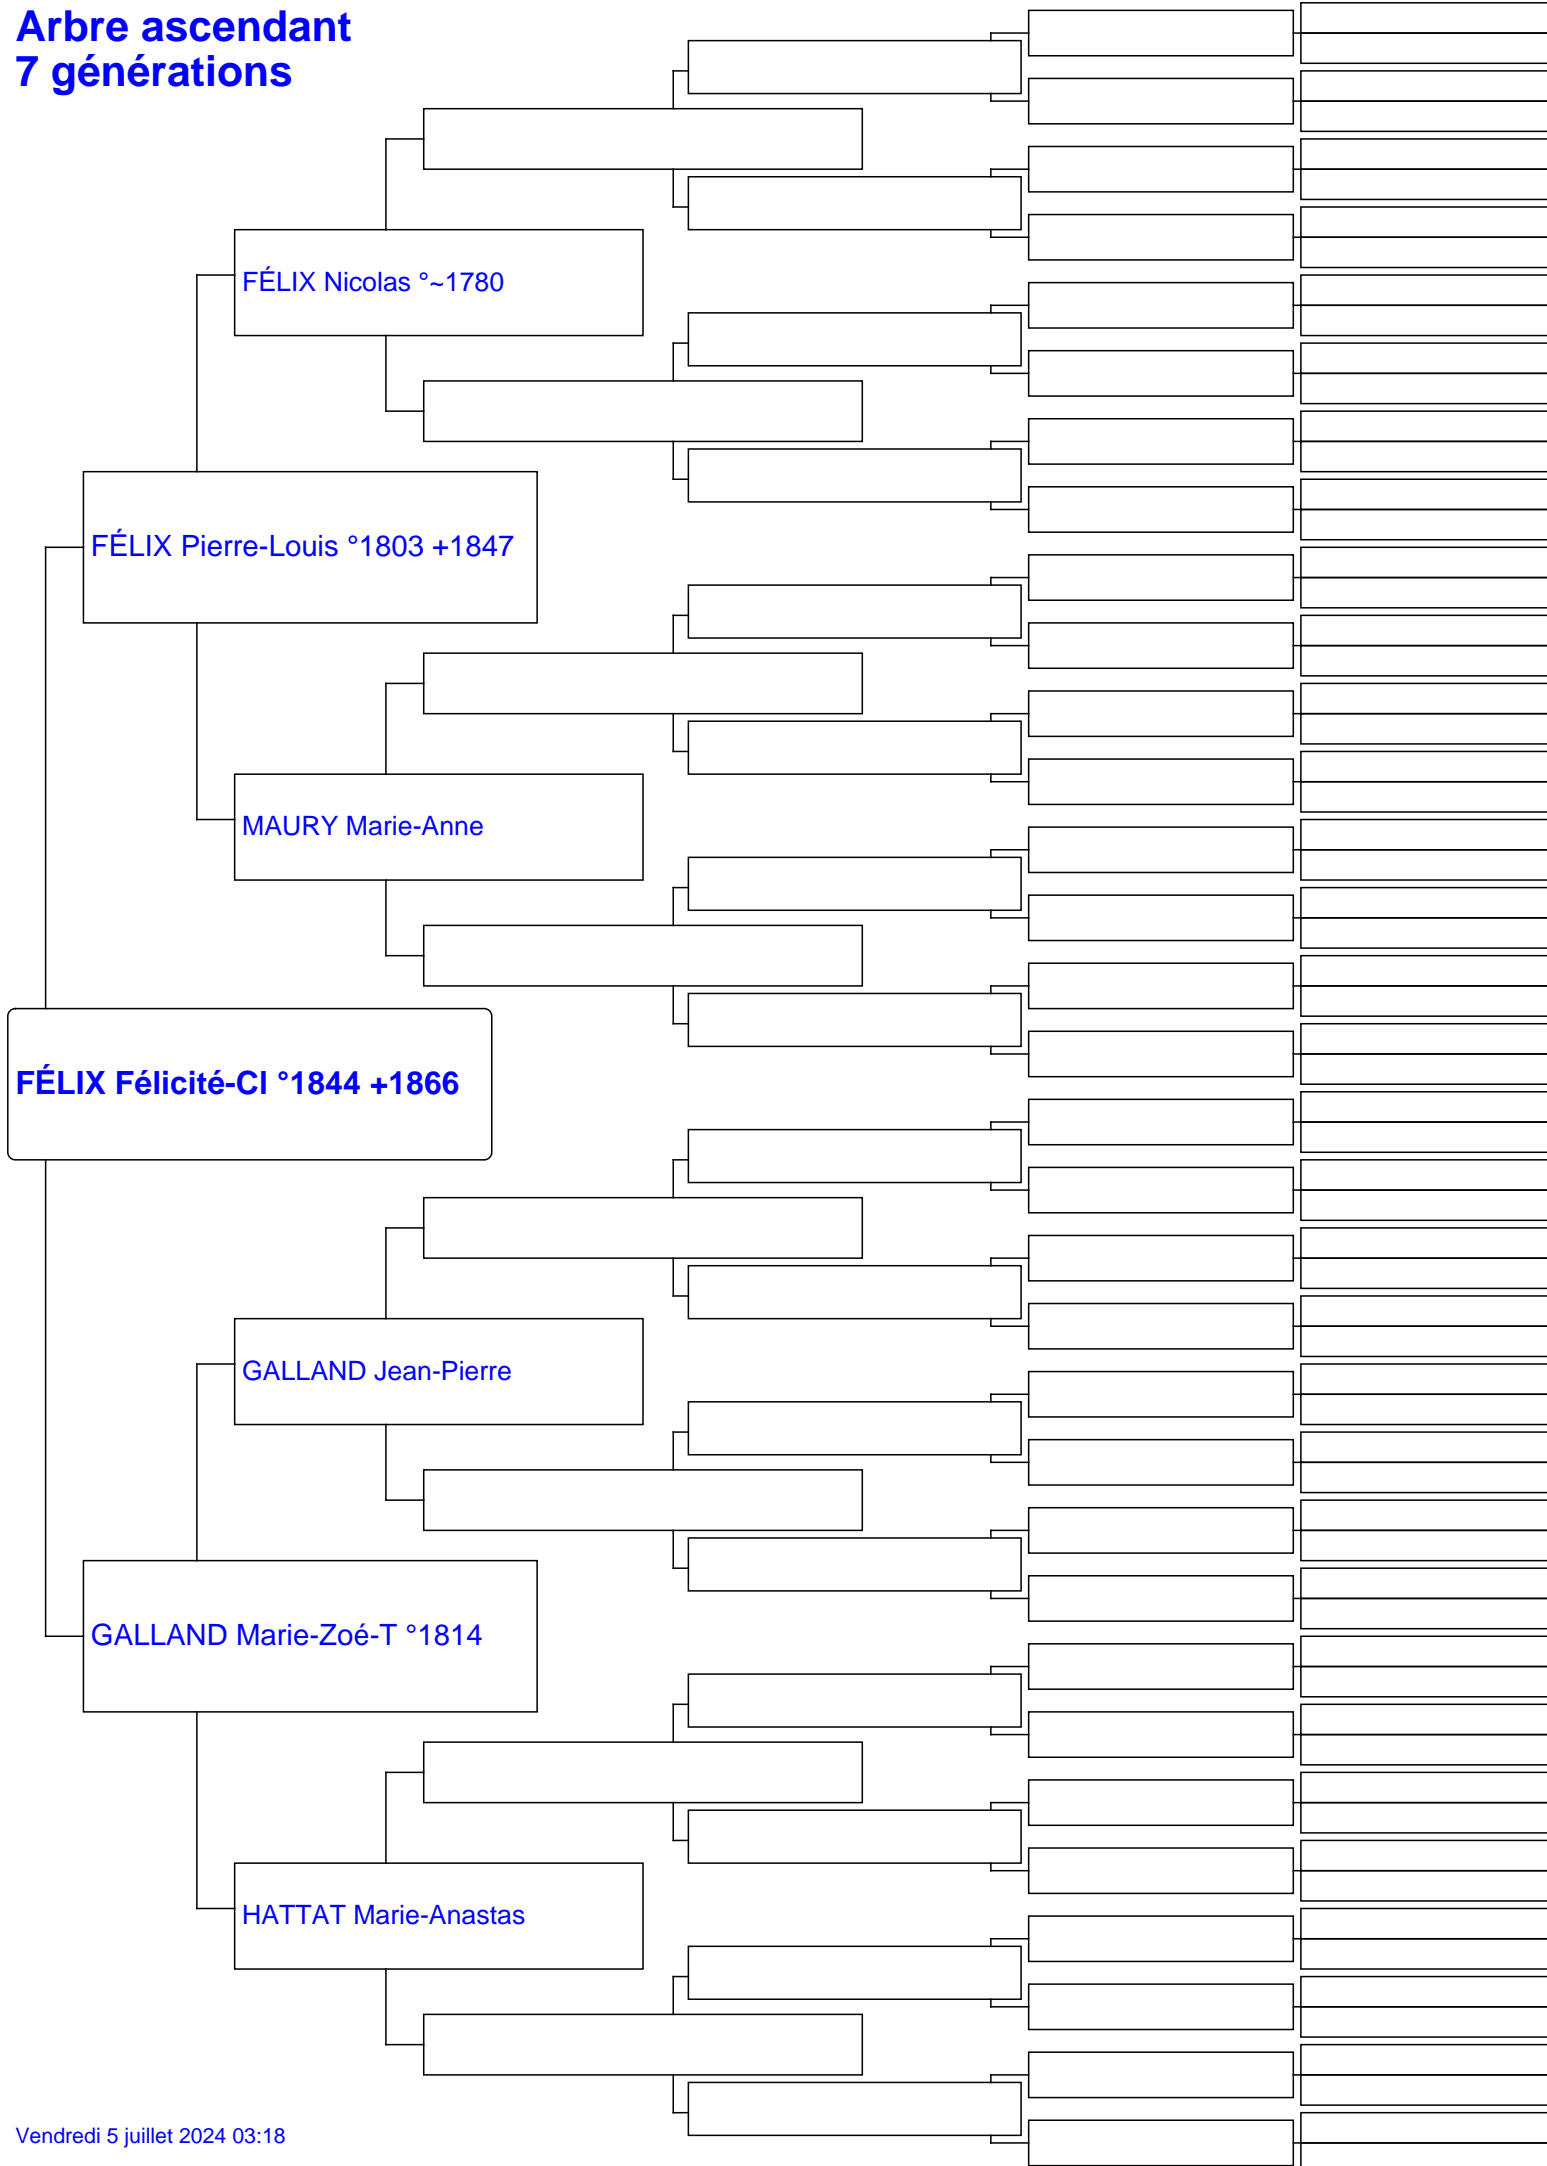 Arbre ascendant
7 générations
FÉLIX Nicolas °~1780
FÉLIX Pierre-Louis °1803 +1847
MAURY Marie-Anne
FÉLIX Félicité-Cl °1844 +1866
GALLAND Jean-Pierre
GALLAND Marie-Zoé-T °1814
HATTAT Marie-Anastas
Vendredi 5 juillet 2024 03:18